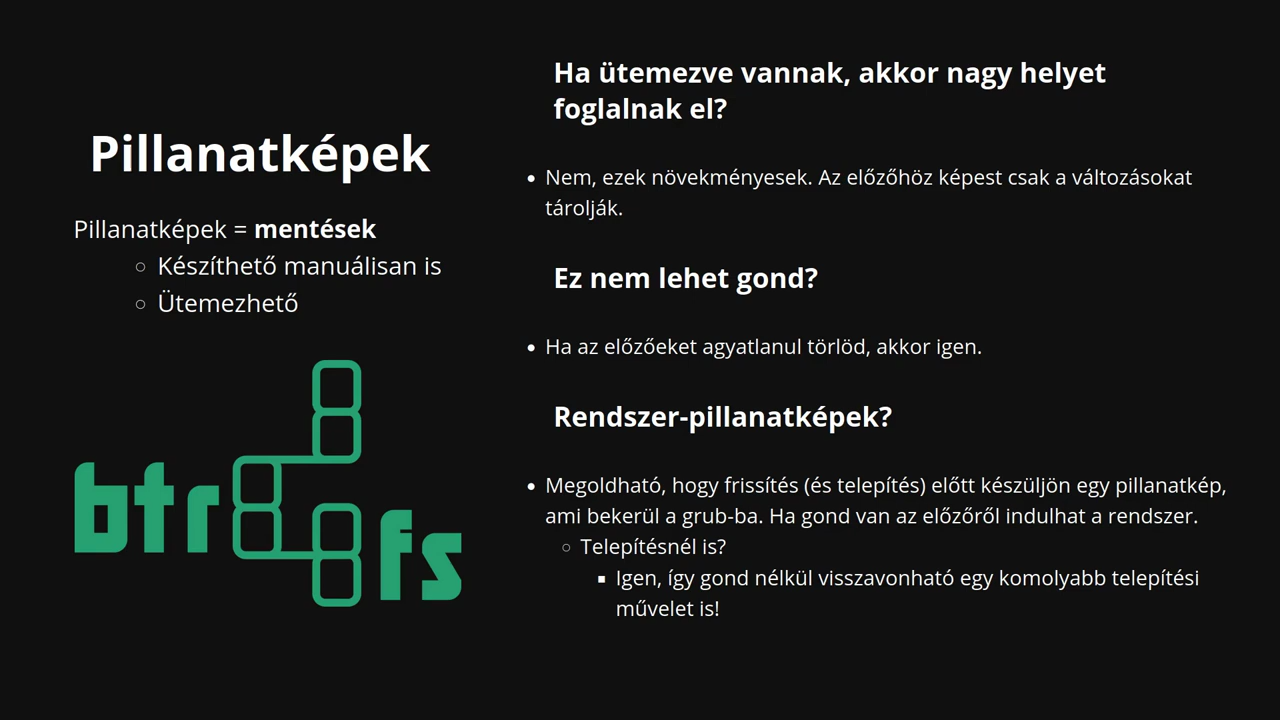 Pillanatképek
Pillanatképek = mentések
Készíthető manuálisan is
Ütemezhető
btrfs
Ha ütemezve vannak, akkor nagy helyet
foglalnak el?
Nem, ezek növekményesek. Az előzőhöz képest csak a változásokat
tárolják.
Ez nem lehet gond?
Ha az előzőeket agyatlanul törlöd, akkor igen.
Rendszer-pillanatképek?
Megoldható, hogy frissítés (és telepítés) előtt készüljön egy pillanatkép,
ami bekerül a grub-ba. Ha gond van az előzőről indulhat a rendszer.
Telepítésnél is?
Igen, így gond nélkül visszavonható egy komolyabb telepítési
művelet is!